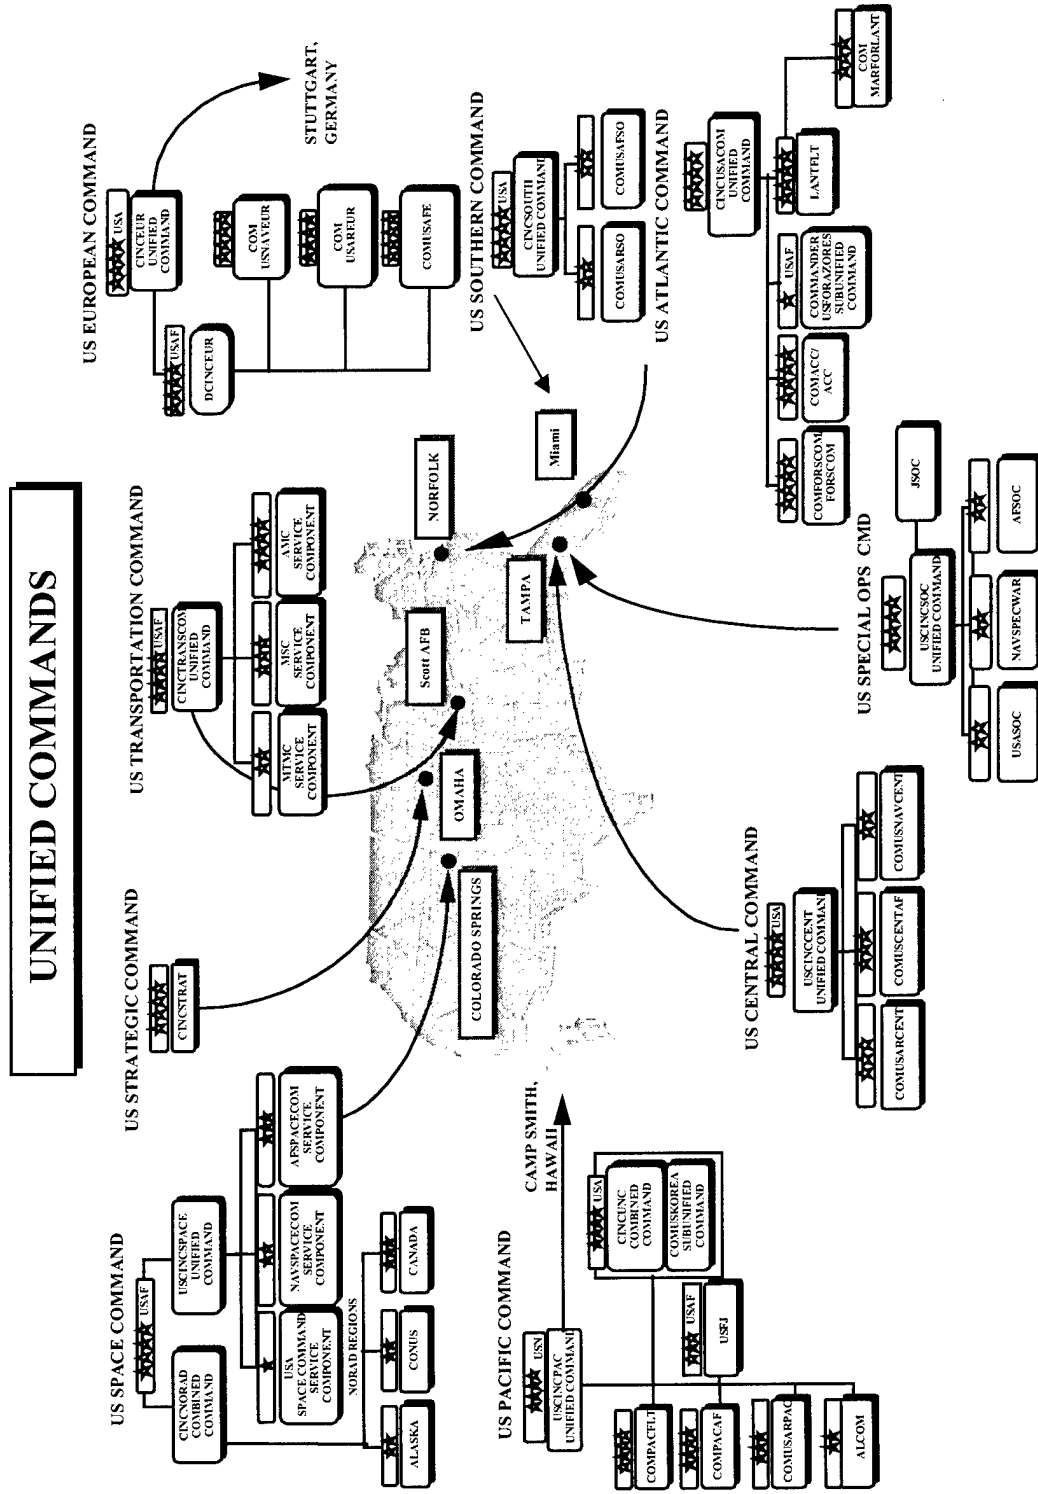 UNIFIED COMMANDS
US SPACE COMMAND
USAF
CINCNORAD
COMBINED
COMMAND
USCINCSPACE
UNIFIED
COMMAND
USA
SPACE COMMAND
SERVICE
COMPONENT
NAVSPACECOM
SERVICE
COMPONENT
AFSPACECOM
SERVICE
COMPONENT
NORAD REGIONS
ALASKA
CONUS
CANADA
US STRATEGIC COMMAND
CINCSTRAT
US TRANSPORTATION COMMAND
USAF
CINCTRANSCOM
UNIFIED
COMMAND
MTMC
SERVICE
COMPONENT
MSC
SERVICE
COMPONENT
AMC
SERVICE
COMPONENT
US EUROPEAN COMMAND
USA
CINCEUR
UNIFIED
COMMAND
USAF
DCINCEUR
COM
USNAVEUR
COM
USAREUR
COMUSAFE
STUTTGART,
GERMANY
COLORADO SPRINGS
OMAHA
Scott AFB
NORFOLK
TAMPA
Miami
US SOUTHERN COMMAND
USA
CINCSOUTH
UNIFIED COMMAND
COMUSARSO
COMUSAFSO
US PACIFIC COMMAND
USN
USCINCPAC
UNIFIED COMMAND
CAMP SMITH,
HAWAII
COMPACFLT
COMPACAF
COMUSARPAC
ALCOM
USAF
USFJ
USA
CINCUNC
COMBINED
COMMAND
COMUSKOREA
SUBUNIFIED
COMMAND
US CENTRAL COMMAND
USA
USCINCCENT
UNIFIED COMMANI
COMUSARCENT
COMUSCENTAF
COMUSNAVCENT
US SPECIAL OPS CMD
USCINCSOC
UNIFIED COMMAND
JSOC
USASOC
NAVSPECWAR
AFSOC
US ATLANTIC COMMAND
CINCUSACOM
UNIFIED
COMMAND
COMFORSCOM
FORSCOM
COMACC/
ACC
USAF
COMMANDER
USFORAZORES
SUBUNIFIED
COMMAND
LANTFLT
COM
MARFORLANT